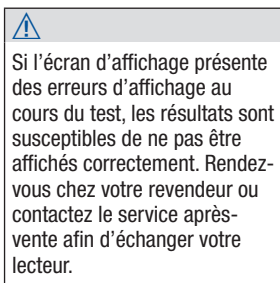 Si l’écran d’affichage présente
des erreurs d’affichage au
cours du test, les résultats sont
susceptibles de ne pas être
affichés correctement. Rendez-
vous chez votre revendeur ou
contactez le service après-
vente afin d’échanger votre
lecteur.